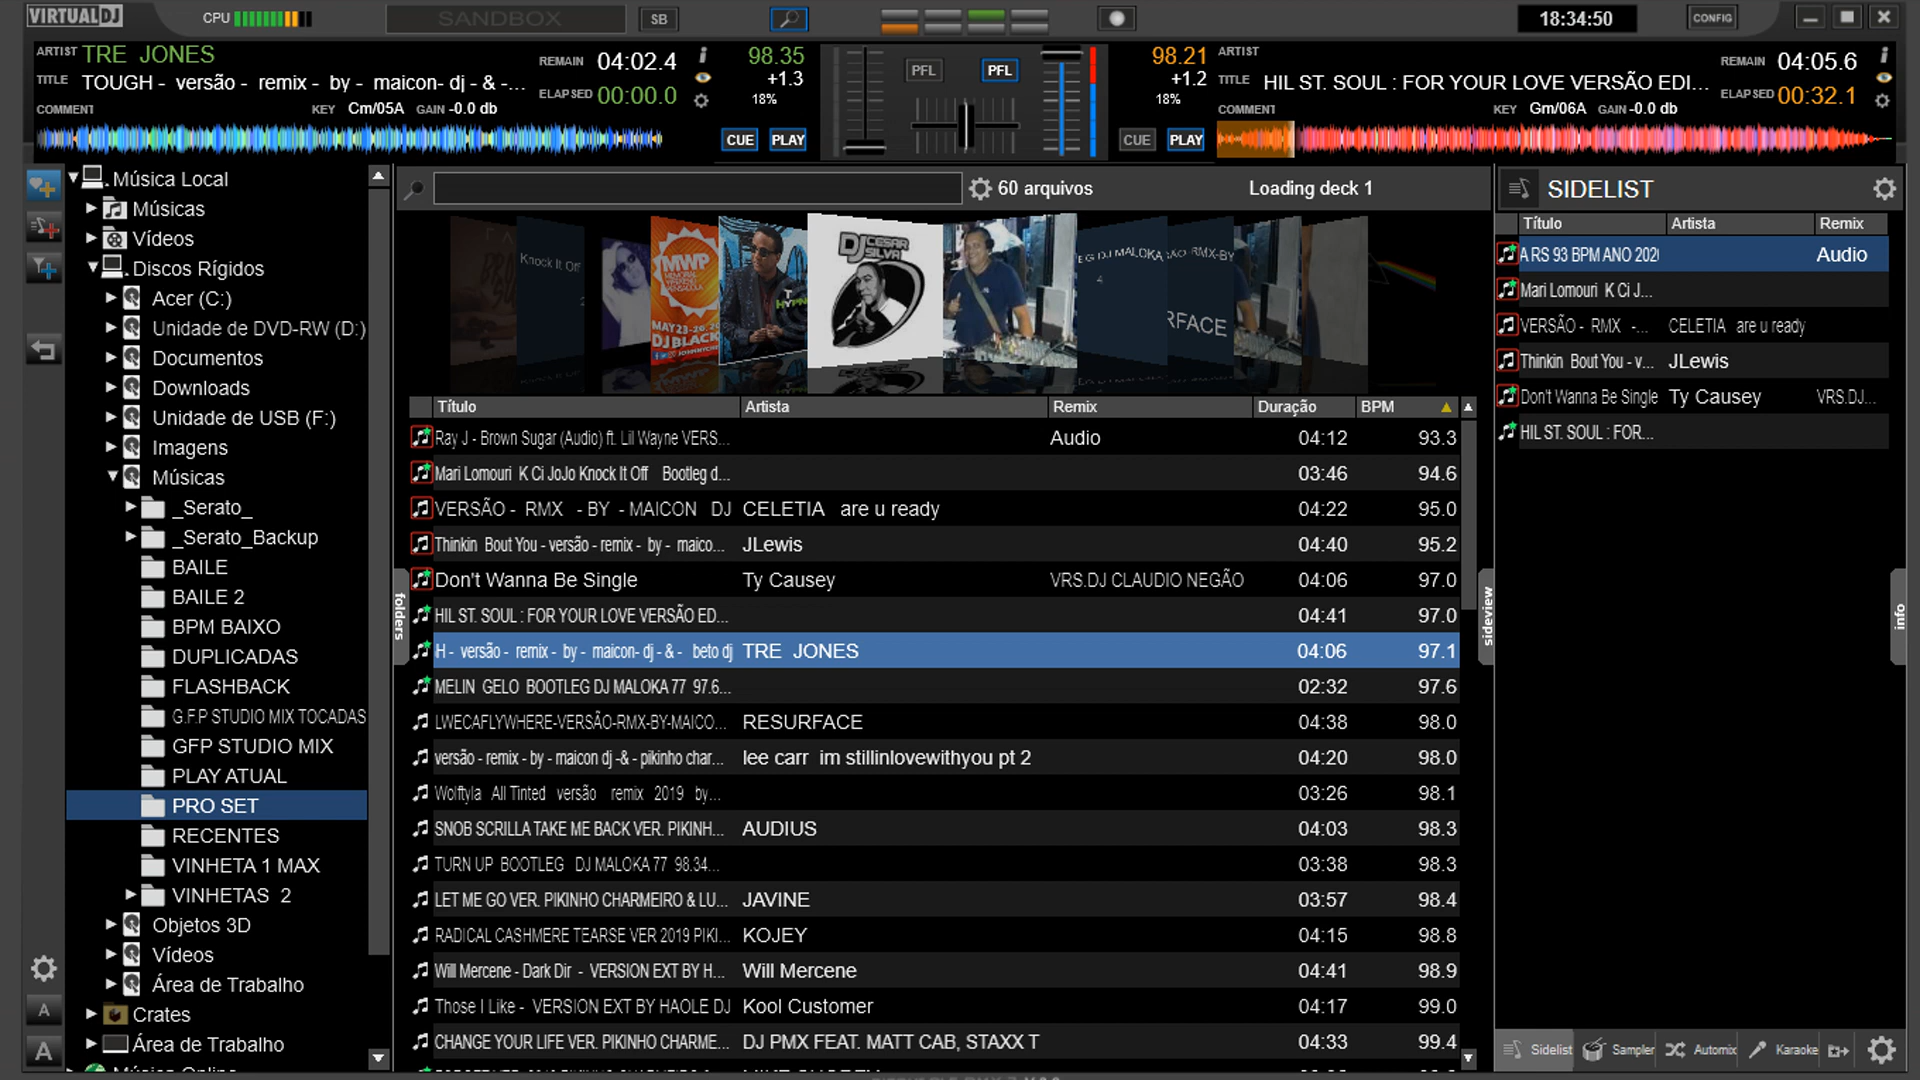 VIRTUALDJ
CPU
SANDBOX
SB
18:34:50
CONFIG
ARTIST TRE JONES
TITLE TOUGH - versão - remix - by - maicon- dj - & -...
COMMENT
REMAIN 04:02.4
ELAPSED 00:00.0
KEY Cm/05A GAIN -0.0 db
98.35
+1.3
18%
CUE PLAY
PFL PFL
98.21
+1.2
18%
CUE PLAY
ARTIST
TITLE HIL ST. SOUL : FOR YOUR LOVE VERSÃO EDI...
COMMENT
REMAIN 04:05.6
ELAPSED 00:32.1
KEY Gm/06A GAIN -0.0 db
Música Local
Músicas
Vídeos
Discos Rígidos
Acer (C:)
Unidade de DVD-RW (D:)
Documentos
Downloads
Unidade de USB (F:)
Imagens
Músicas
_Serato_
_Serato_Backup
BAILE
BAILE 2
BPM BAIXO
DUPLICADAS
FLASHBACK
G.F.P STUDIO MIX TOCADAS
GFP STUDIO MIX
PLAY ATUAL
PRO SET
RECENTES
VINHETA 1 MAX
VINHETAS 2
Objetos 3D
Vídeos
Área de Trabalho
Crates
Área de Trabalho
A
A
folders
60 arquivos
Loading deck 1
Knock It Off
MWP
MAY 23-26, 20
DJ BLACK
DJ CESAR SILVA
DJ MALOKA
RFACE
Título Artista Remix Duração BPM
Ray J - Brown Sugar (Audio) ft. Lil Wayne VERS... Audio 04:12 93.3
Mari Lomouri K Ci JoJo Knock It Off Bootleg d... 03:46 94.6
VERSÃO - RMX - BY - MAICON DJ CELETIA are u ready 04:22 95.0
Thinkin Bout You - versão - remix - by - maico... JLewis 04:40 95.2
Don't Wanna Be Single Ty Causey VRS.DJ CLAUDIO NEGÃO 04:06 97.0
HIL ST. SOUL : FOR YOUR LOVE VERSÃO ED... 04:41 97.0
H - versão - remix - by - maicon- dj - & - beto dj TRE JONES 04:06 97.1
MELIN GELO BOOTLEG DJ MALOKA 77 97.6... 02:32 97.6
LWECAFLYWHERE-VERSÃO-RMX-BY-MAICO... RESURFACE 04:38 98.0
versão - remix - by - maicon dj -& - pikinho char... lee carr im stillinlovewithyou pt 2 04:20 98.0
Wolftyla All Tinted versão remix 2019 by... 03:26 98.1
SNOB SCRILLA TAKE ME BACK VER. PIKINH... AUDIUS 04:03 98.3
TURN UP BOOTLEG DJ MALOKA 77 98.34... 03:38 98.3
LET ME GO VER. PIKINHO CHARMEIRO & LU... JAVINE 03:57 98.4
RADICAL CASHMERE TEARSE VER 2019 PIKI... KOJEY 04:15 98.8
Will Mercene - Dark Dir - VERSION EXT BY H... Will Mercene 04:41 98.9
Those I Like - VERSION EXT BY HAOLE DJ Kool Customer 04:17 99.0
CHANGE YOUR LIFE VER. PIKINHO CHARME... DJ PMX FEAT. MATT CAB, STAXX T 04:33 99.4
sideview
SIDELIST
Título Artista Remix
A RS 93 BPM ANO 202 Audio
Mari Lomouri K Ci J...
VERSÃO - RMX -... CELETIA are u ready
Thinkin Bout You - v... JLewis
Don't Wanna Be Single Ty Causey VRS.DJ...
HIL ST. SOUL : FOR...
info
Sidelist Sampler Automix Karaoke